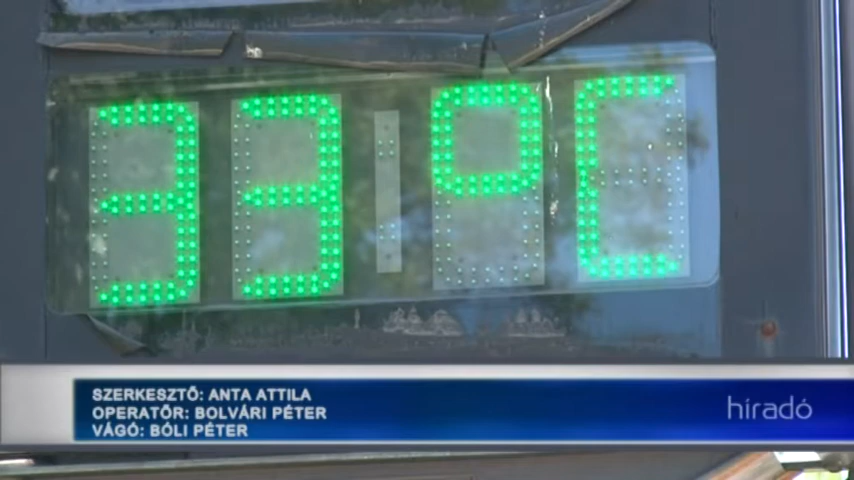 33°C
SZERKESZTŐ: ANTA ATTILA
OPERATŐR: BOLVÁRI PÉTER
VÁGÓ: BÓLI PÉTER
híradó